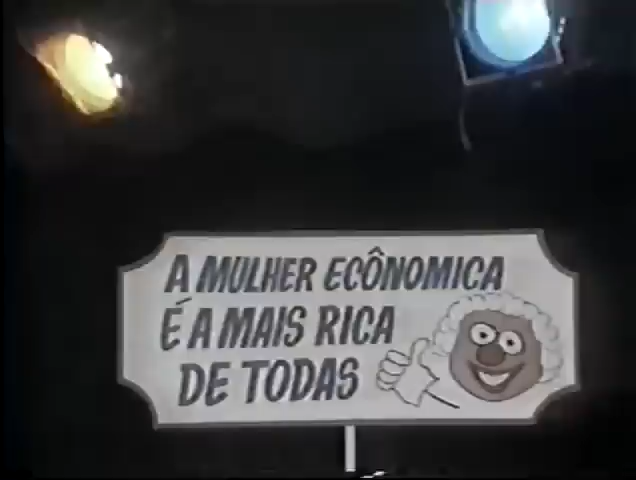 A MULHER ECÔNOMICA
É A MAIS RICA
DE TODAS